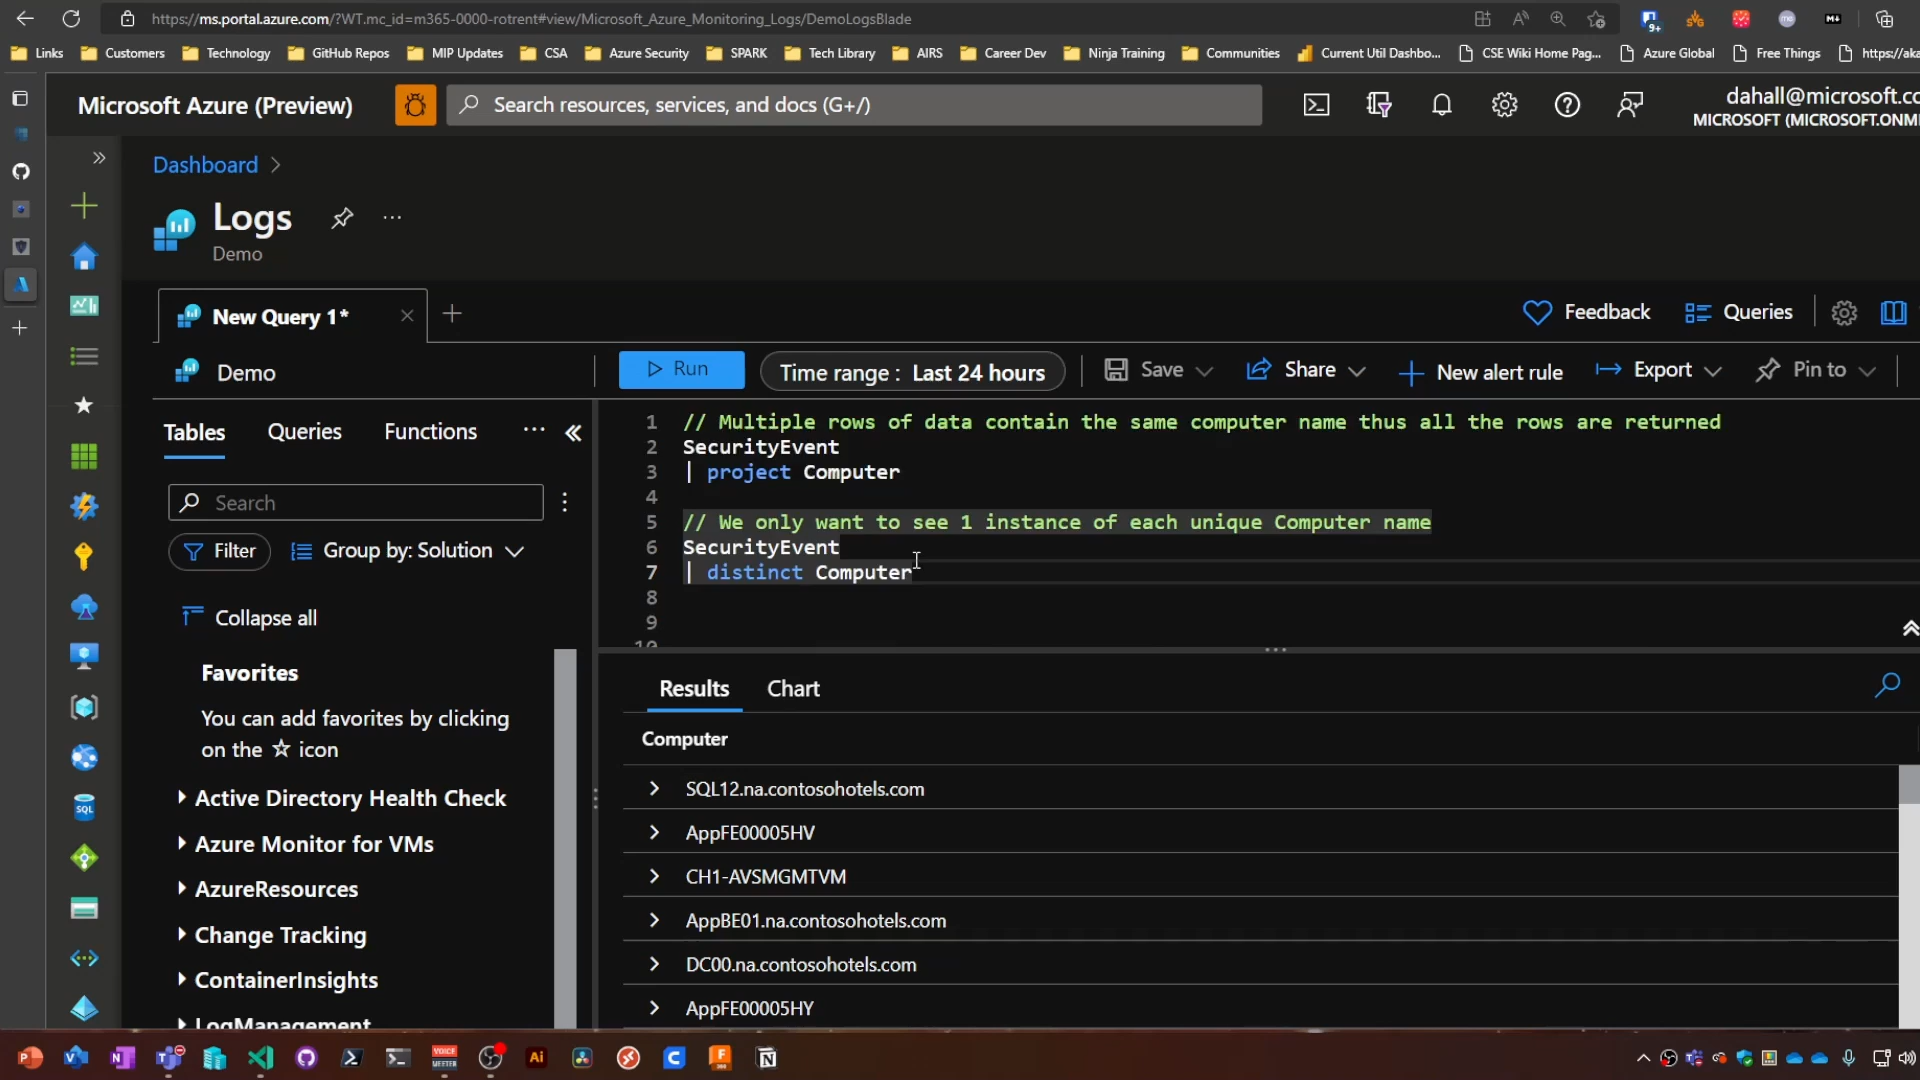 https://ms.portal.azure.com/?WT.mc_id=m365-0000-rotrent#view/Microsoft_Azure_Monitoring_Logs/DemoLogsBlade
Links Customers Technology GitHub Repos MIP Updates CSA Azure Security SPARK Tech Library AIRS Career Dev Ninja Training Communities Current Util Dashbo... CSE Wiki Home Pag... Azure Global Free Things https://aka
Microsoft Azure (Preview)
Search resources, services, and docs (G+/)
dahall@microsoft.co
MICROSOFT (MICROSOFT.ONMI
Dashboard
Logs
Demo
New Query 1*
Feedback Queries
Demo
Run Time range : Last 24 hours Save Share New alert rule Export Pin to
Tables Queries Functions
Search
Filter Group by: Solution
Collapse all
Favorites
You can add favorites by clicking
on the ☆ icon
Active Directory Health Check
Azure Monitor for VMs
AzureResources
Change Tracking
ContainerInsights
LogManagement
1 // Multiple rows of data contain the same computer name thus all the rows are returned
2 SecurityEvent
3 | project Computer
4
5 // We only want to see 1 instance of each unique Computer name
6 SecurityEvent
7 | distinct Computer
8
9
10
Results Chart
Computer
SQL12.na.contosohotels.com
AppFE00005HV
CH1-AVSMGMTVM
AppBE01.na.contosohotels.com
DC00.na.contosohotels.com
AppFE00005HY